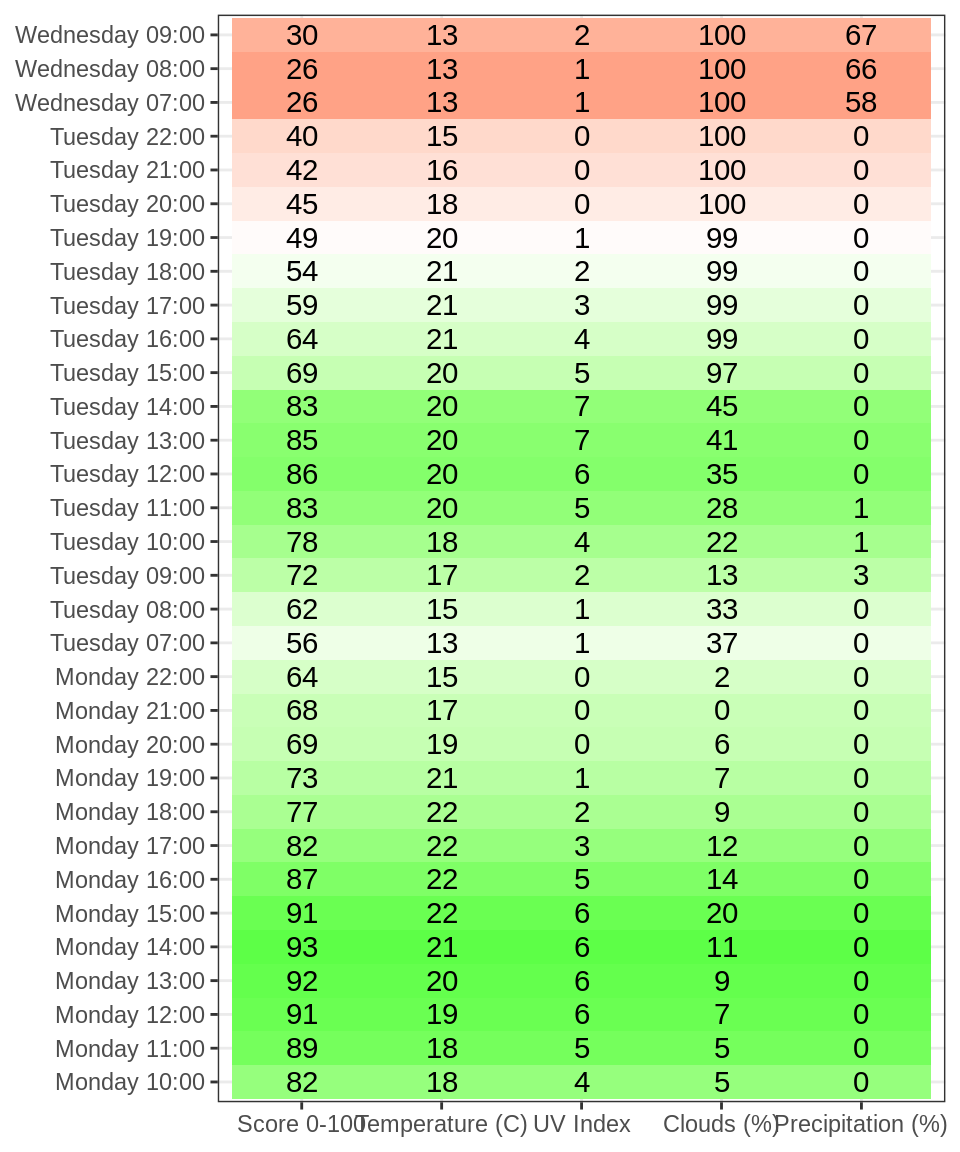 Wednesday 09:00 30 13 2 100 67
Wednesday 08:00 26 13 1 100 66
Wednesday 07:00 26 13 1 100 58
Tuesday 22:00 40 15 0 100 0
Tuesday 21:00 42 16 0 100 0
Tuesday 20:00 45 18 0 100 0
Tuesday 19:00 49 20 1 99 0
Tuesday 18:00 54 21 2 99 0
Tuesday 17:00 59 21 3 99 0
Tuesday 16:00 64 21 4 99 0
Tuesday 15:00 69 20 5 97 0
Tuesday 14:00 83 20 7 45 0
Tuesday 13:00 85 20 7 41 0
Tuesday 12:00 86 20 6 35 0
Tuesday 11:00 83 20 5 28 1
Tuesday 10:00 78 18 4 22 1
Tuesday 09:00 72 17 2 13 3
Tuesday 08:00 62 15 1 33 0
Tuesday 07:00 56 13 1 37 0
Monday 22:00 64 15 0 2 0
Monday 21:00 68 17 0 0 0
Monday 20:00 69 19 0 6 0
Monday 19:00 73 21 1 7 0
Monday 18:00 77 22 2 9 0
Monday 17:00 82 22 3 12 0
Monday 16:00 87 22 5 14 0
Monday 15:00 91 22 6 20 0
Monday 14:00 93 21 6 11 0
Monday 13:00 92 20 6 9 0
Monday 12:00 91 19 6 7 0
Monday 11:00 89 18 5 5 0
Monday 10:00 82 18 4 5 0
Score 0-100 Temperature (C) UV Index Clouds (%) Precipitation (%)